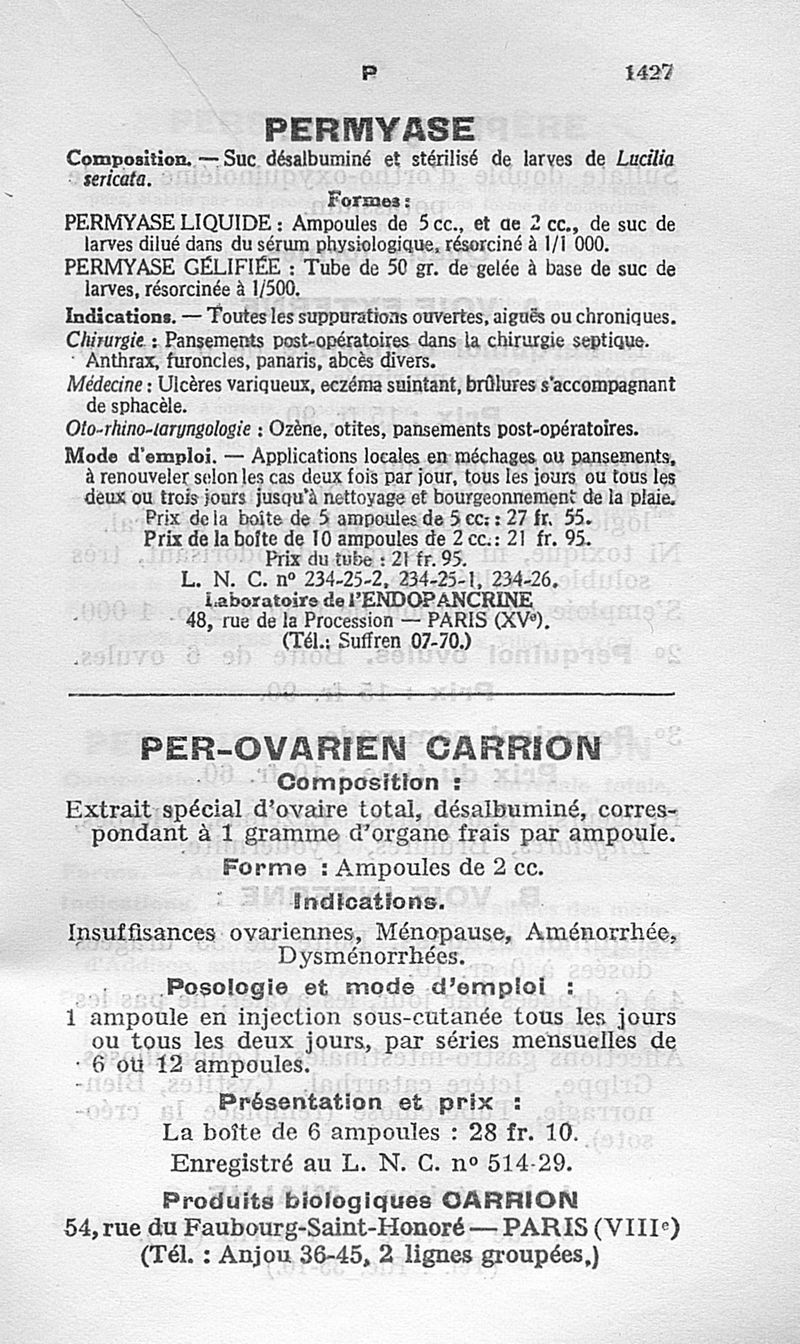 P 1427
PERMYASE
Composition. — Suc désalbuminé et stérilisé de larves de Lucilia
sericata.
Formes :
PERMYASE LIQUIDE : Ampoules de 5 cc., et de 2 cc., de suc de
larves dilué dans du sérum physiologique, résorciné à 1/1 000.
PERMYASE GÉLIFIÉE : Tube de 50 gr. de gelée à base de suc de
larves, résorcinée à 1/500.
Indications. — Toutes les suppurations ouvertes, aiguës ou chroniques.
Chirurgie : Pansements post-opératoires dans la chirurgie septique.
Anthrax, furoncles, panaris, abcès divers.
Médecine : Ulcères variqueux, eczéma suintant, brûlures s'accompagnant
de sphacèle.
Oto-rhino-laryngologie : Ozène, otites, pansements post-opératoires.
Mode d'emploi. — Applications locales en méchages ou pansements,
à renouveler selon les cas deux fois par jour, tous les jours ou tous les
deux ou trois jours jusqu'à nettoyage et bourgeonnement de la plaie.
Prix de la boîte de 5 ampoules de 5 cc. : 27 fr. 55.
Prix de la boîte de 10 ampoules de 2 cc. : 21 fr. 95.
Prix du tube : 21 fr. 95.
L. N. C. nº 234-25-2, 234-25-1, 234-26.
Laboratoire de l'ENDOPANCRINE
48, rue de la Procession — PARIS (XVe).
(Tél.: Suffren 07-70.)
PER-OVARIEN CARRION
Composition :
Extrait spécial d'ovaire total, désalbuminé, corres-
pondant à 1 gramme d'organe frais par ampoule.
Forme : Ampoules de 2 cc.
Indications.
Insuffisances ovariennes, Ménopause, Aménorrhée,
Dysménorrhées.
Posologie et mode d'emploi :
1 ampoule en injection sous-cutanée tous les jours
ou tous les deux jours, par séries mensuelles de
6 ou 12 ampoules.
Présentation et prix :
La boîte de 6 ampoules : 28 fr. 10.
Enregistré au L. N. C. nº 514-29.
Produits biologiques CARRION
54, rue du Faubourg-Saint-Honoré — PARIS (VIIIe)
(Tél. : Anjou 36-45, 2 lignes groupées.)